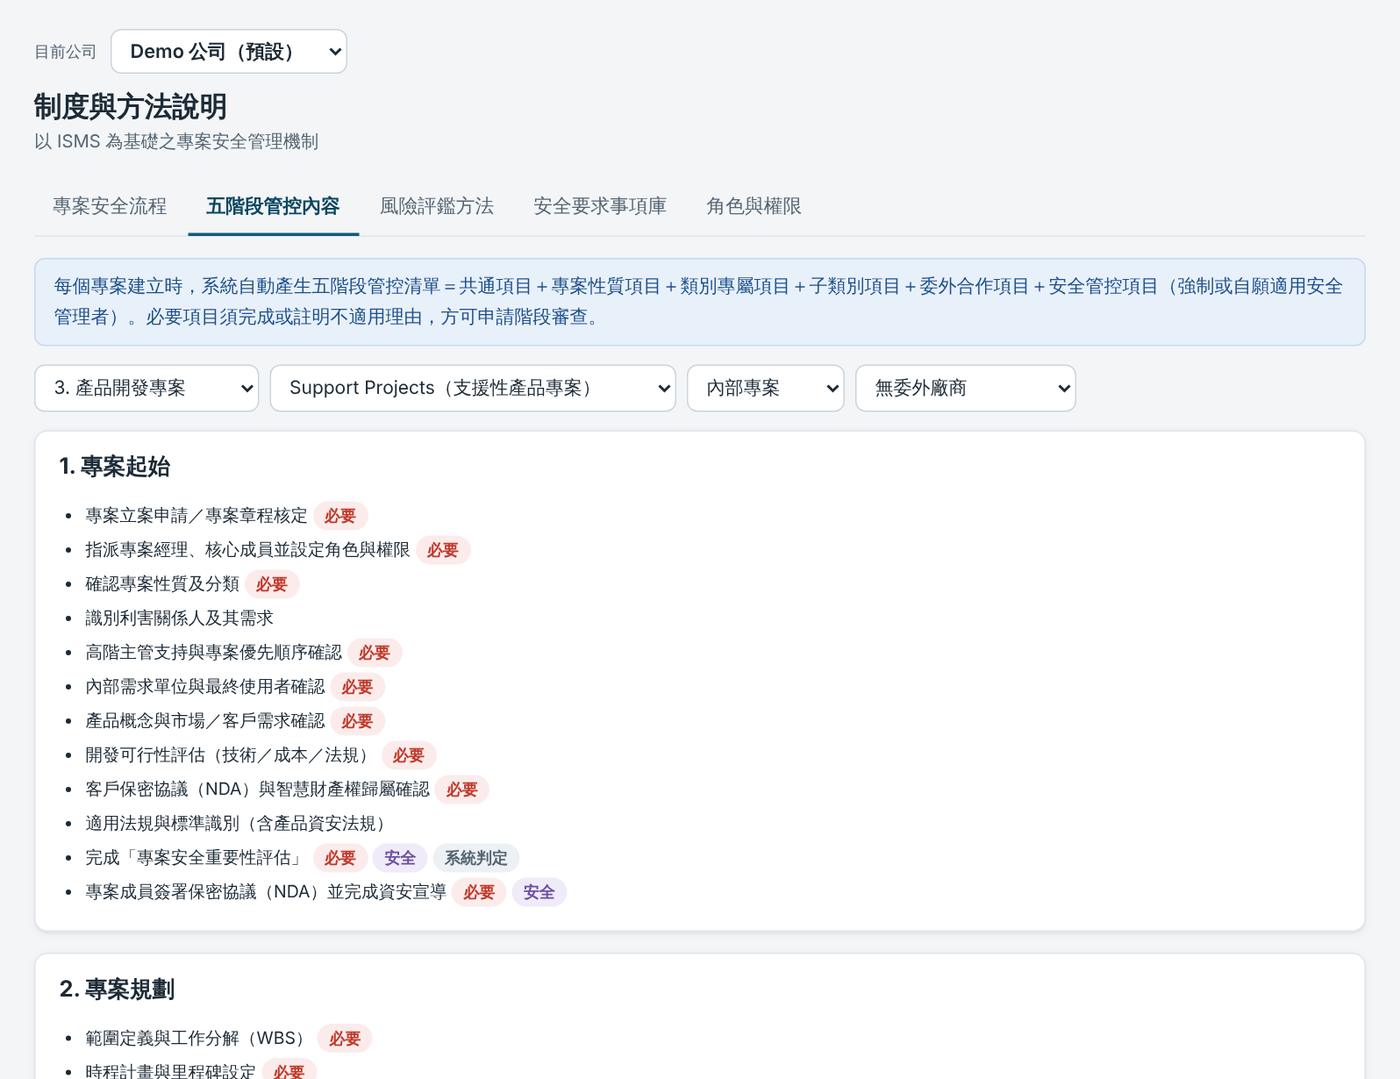 目前公司 Demo 公司（預設）
制度與方法說明
以 ISMS 為基礎之專案安全管理機制
專案安全流程 五階段管控內容 風險評鑑方法 安全要求事項庫 角色與權限
每個專案建立時，系統自動產生五階段管控清單＝共通項目＋專案性質項目＋類別專屬項目＋子類別項目＋委外合作項目＋安全管控項目（強制或自願適用安全
管理者）。必要項目須完成或註明不適用理由，方可申請階段審查。
3. 產品開發專案 Support Projects（支援性產品專案） 內部專案 無委外廠商
1. 專案起始
• 專案立案申請／專案章程核定 必要
• 指派專案經理、核心成員並設定角色與權限 必要
• 確認專案性質及分類 必要
• 識別利害關係人及其需求
• 高階主管支持與專案優先順序確認 必要
• 內部需求單位與最終使用者確認 必要
• 產品概念與市場／客戶需求確認 必要
• 開發可行性評估（技術／成本／法規） 必要
• 客戶保密協議（NDA）與智慧財產權歸屬確認 必要
• 適用法規與標準識別（含產品資安法規）
• 完成「專案安全重要性評估」 必要 安全 系統判定
• 專案成員簽署保密協議（NDA）並完成資安宣導 必要 安全
2. 專案規劃
• 範圍定義與工作分解（WBS） 必要
• 時程計畫與里程碑設定 必要